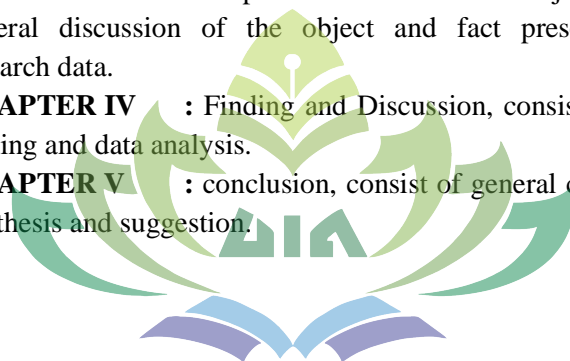 eral discussion of the object and fact pres
arch data.
APTER IV : Finding and Discussion, consis
ing and data analysis.
APTER V : conclusion, consist of general c
thesis and suggestion.